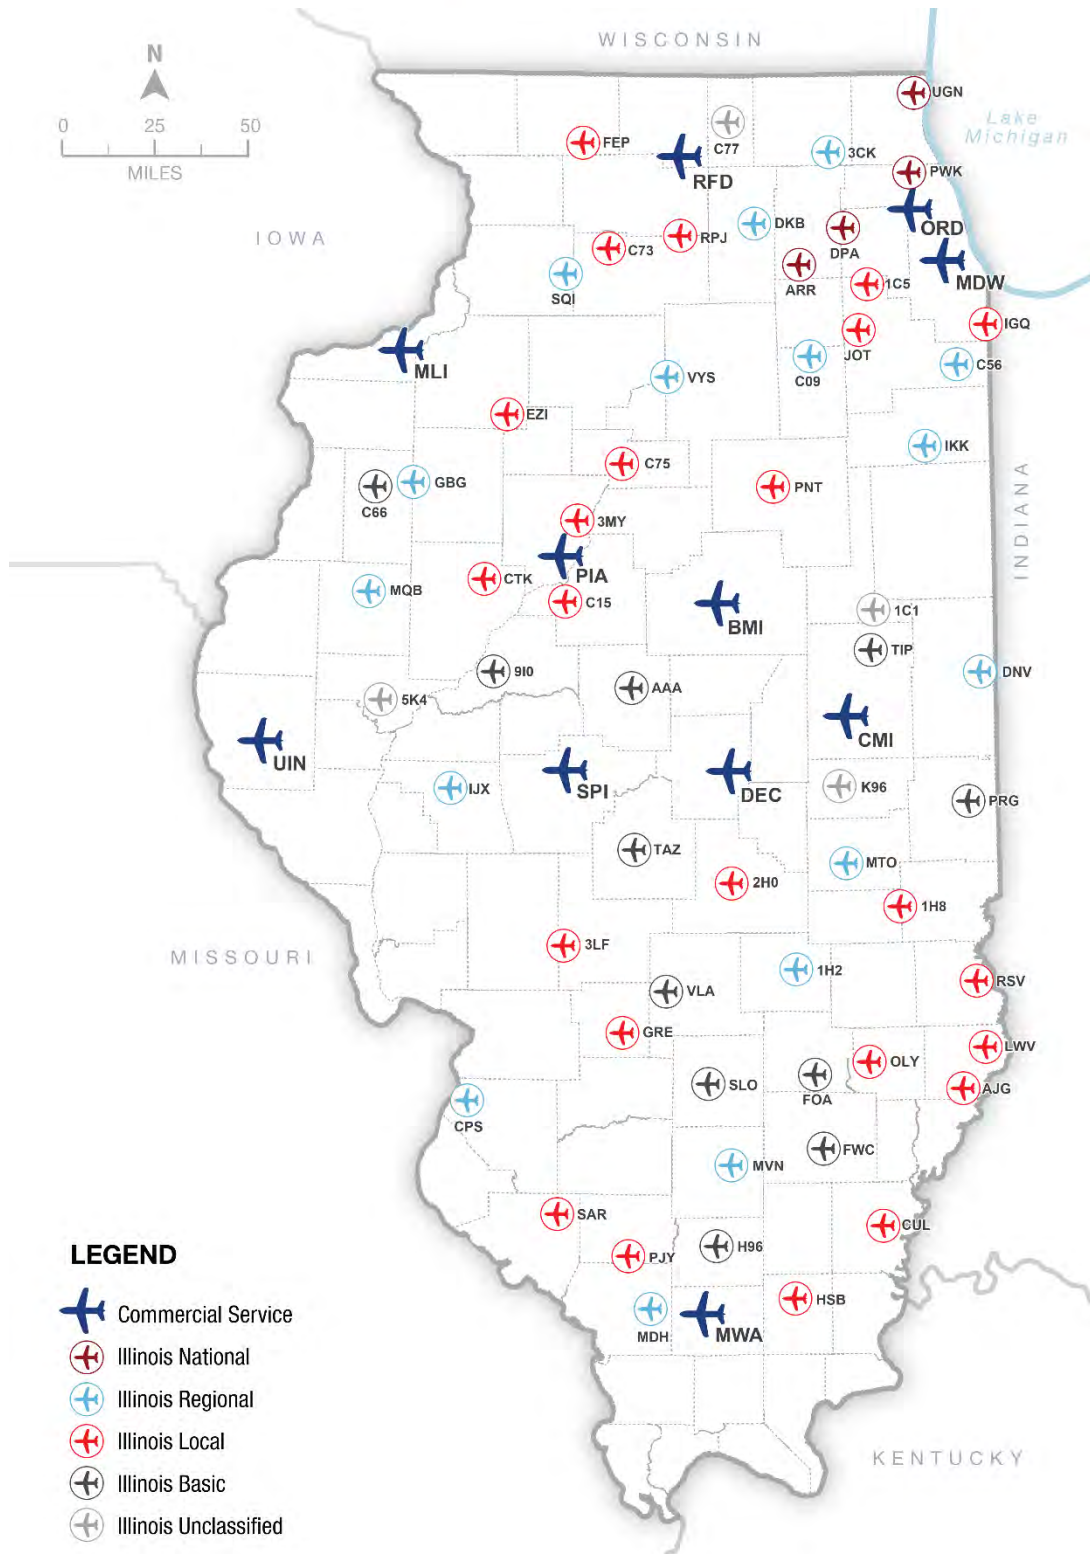 WISCONSIN
N
0 25 50
MILES
UGN
Lake
Michigan
C77
FEP
3CK
RFD
PWK
ORD
IOWA
DKB
RPJ
DPA
C73
MDW
ARR
SQI
1C5
IGQ
JOT
MLI
C09
C56
VYS
EZI
IKK
C75
GBG
PNT
C66
INDIANA
3MY
PIA
CTK
MQB
C15
BMI
1C1
TIP
9I0
DNV
AAA
5K4
CMI
UIN
SPI
DEC
IJX
K96
PRG
TAZ
MTO
2H0
1H8
3LF
MISSOURI
1H2
RSV
VLA
GRE
LWV
OLY
SLO
FOA
AJG
CPS
FWC
MVN
SAR
CUL
H96
PJY
HSB
MDH
MWA
KENTUCKY
LEGEND
Commercial Service
Illinois National
Illinois Regional
Illinois Local
Illinois Basic
Illinois Unclassified